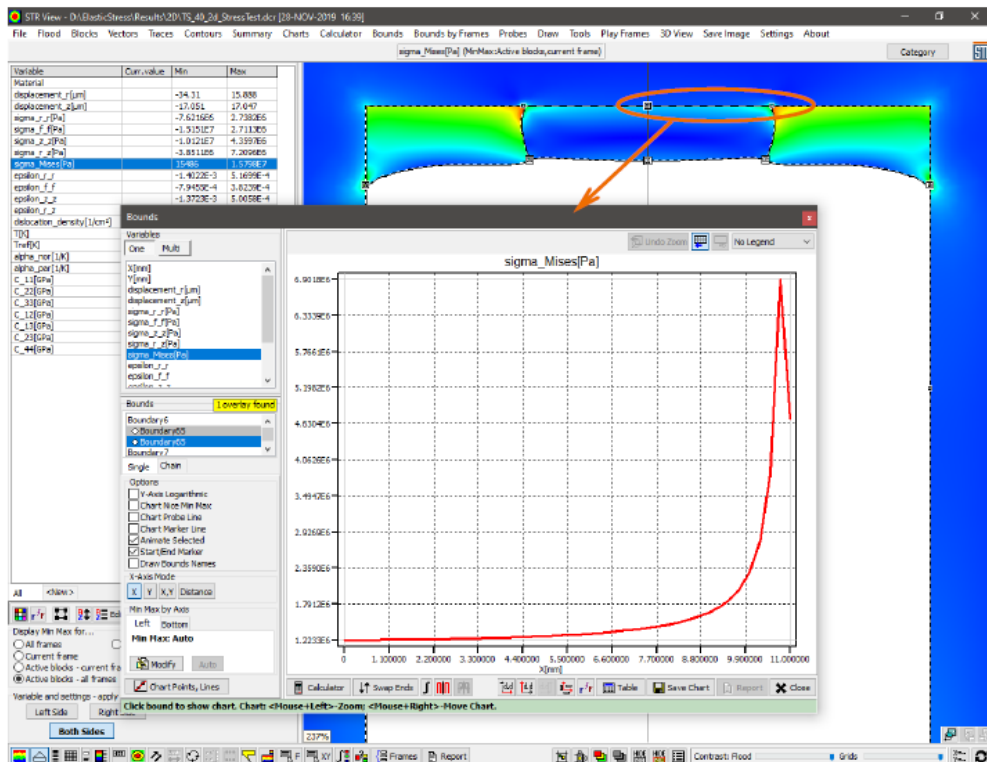 STR View - D:\ElasticStress\Results\2D\TS_40_2d_StressTest.dcr [28-NOV-2019 16:39]
File Flood Blocks Vectors Traces Contours Summary Charts Calculator Bounds Bounds by Frames Probes Draw Tools Play Frames 3D View Save Image Settings About
sigma_Mises[Pa] (MinMax:Active blocks,current frame)
Category
Variable Curr.value Min Max
Material
displacement_r[µm] -34.31 15.888
displacement_z[µm] -17.051 17.047
sigma_r_r[Pa] -7.6216E6 2.7382E6
sigma_f_f[Pa] -1.5151E7 2.7113E6
sigma_z_z[Pa] -1.0121E7 4.3597E6
sigma_r_z[Pa] -3.8511E6 7.2096E6
sigma_Mises[Pa] 15486 1.5798E7
epsilon_r_r -1.4022E-3 5.1699E-4
epsilon_f_f -7.9455E-4 3.8239E-4
epsilon_z_z -1.3723E-3 5.0058E-4
epsilon_r_z
dislocation_density[1/cm²]
T[K]
Tref[K]
alpha_nor[1/K]
alpha_par[1/K]
C_11[GPa]
C_22[GPa]
C_33[GPa]
C_12[GPa]
C_13[GPa]
C_23[GPa]
C_44[GPa]
Bounds
Variables
One Multi
X[mm]
Y[mm]
displacement_r[µm]
displacement_z[µm]
sigma_r_r[Pa]
sigma_f_f[Pa]
sigma_z_z[Pa]
sigma_r_z[Pa]
sigma_Mises[Pa]
epsilon_r_r
epsilon_f_f
epsilon_z_z
Bounds 1 overlay found
Boundary6
Boundary65
Boundary65
Boundary7
Single Chain
Options
Y-Axis Logarithmic
Chart Nice Min Max
Chart Probe Line
Chart Marker Line
Animate Selected
Start/End Marker
Draw Bounds Names
X-Axis Mode
X Y X,Y Distance
Min Max by Axis
Left Bottom
Min Max: Auto
Modify Auto
Chart Points, Lines
Undo Zoom No Legend
sigma_Mises[Pa]
6.9018E6
6.3339E6
5.7661E6
5.1982E6
4.6304E6
4.0626E6
3.4947E6
2.9269E6
2.3590E6
1.7912E6
1.2233E6
0 1.100000 2.200000 3.300000 4.400000 5.500000 6.600000 7.700000 8.800000 9.900000 11.000000
X[mm]
Calculator Swap Ends Table Save Chart Report Close
Click bound to show chart. Chart: <Mouse+Left>-Zoom; <Mouse+Right>-Move Chart.
All <New>
Display Min Max for...
All frames
Current frame
Active blocks - current fra
Active blocks - all frames
Variable and settings - apply
Left Side Right
Both Sides
237%
F XY Frames Report
Contrast: Flood Grids